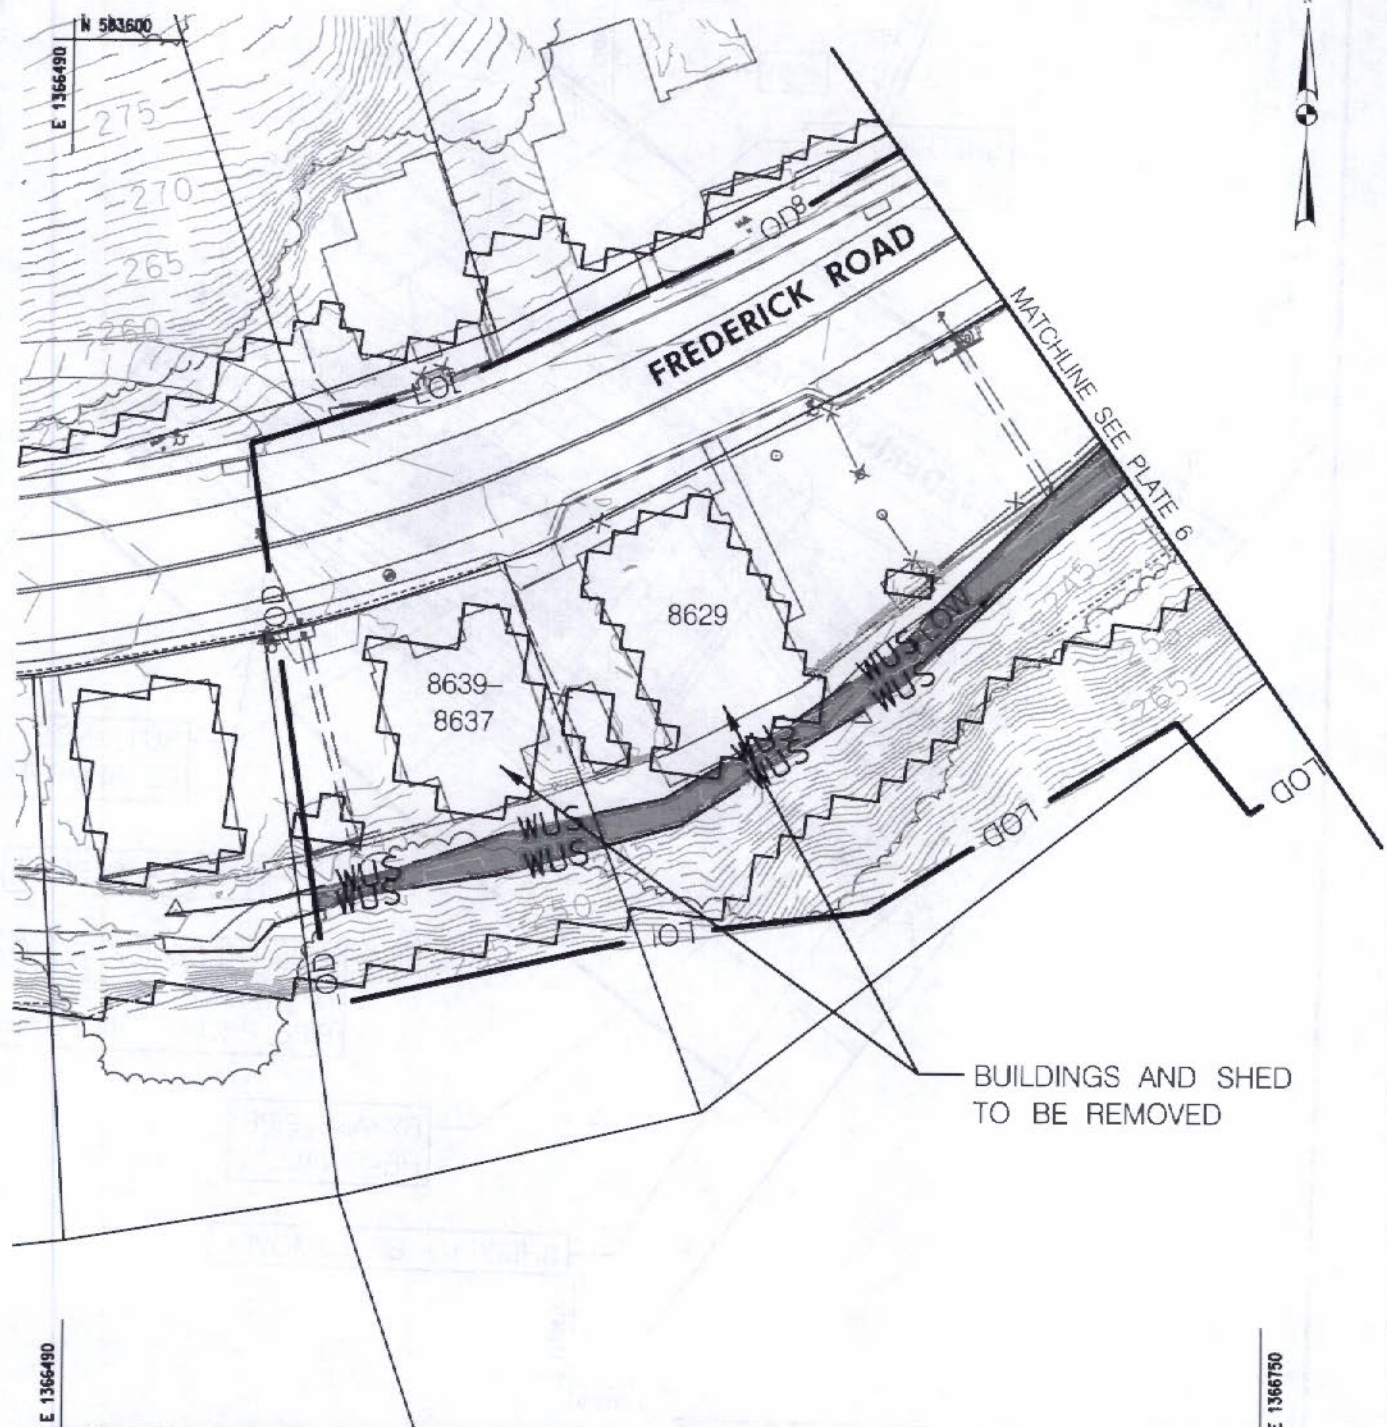 N 583600
E 1366490
275
270
265
260
LOD
FREDERICK ROAD
LOD
MATCHLINE SEE PLATE 6
LOD
8629
8639-
8637
245
265
WUS
LOW
WUS
WUS
WUS
WUS
WUS
WUS
WUS
250
LOD
LOD
LOD
LOD
BUILDINGS AND SHED
TO BE REMOVED
E 1366490
E 1366750